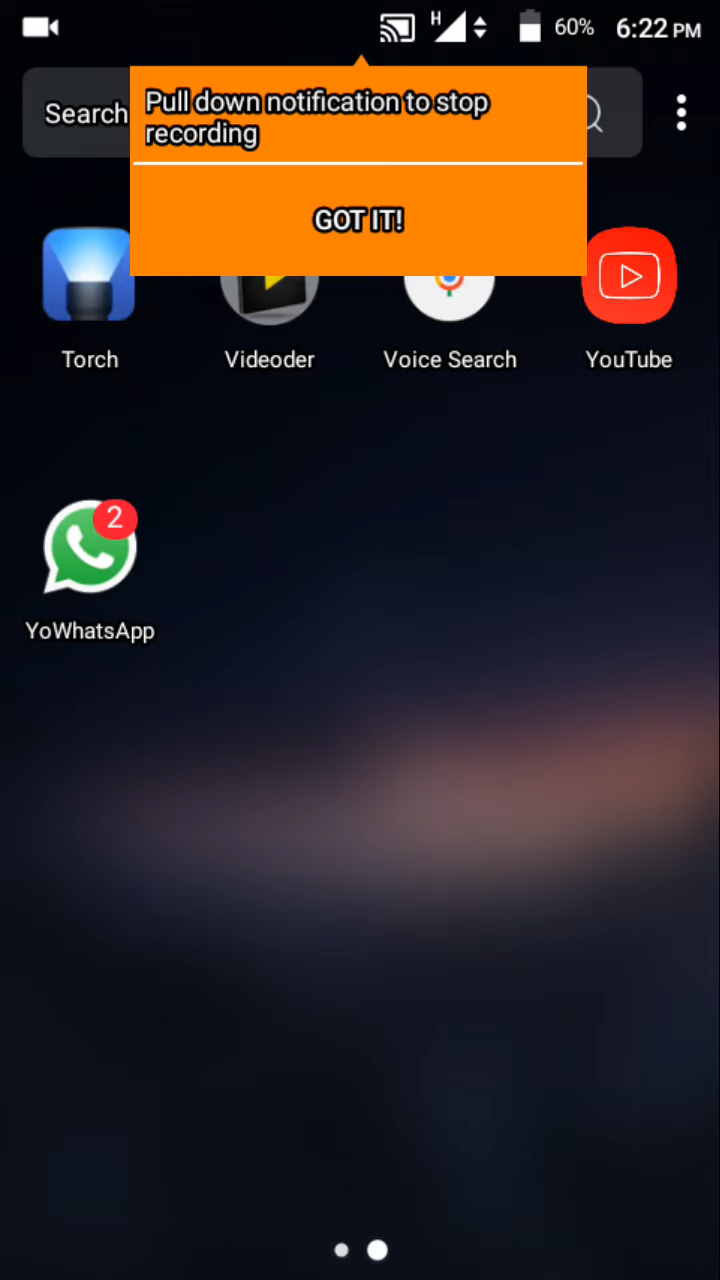 H 60% 6:22 PM
Search
Pull down notification to stop
recording
GOT IT!
Torch Videoder Voice Search YouTube
2
YoWhatsApp